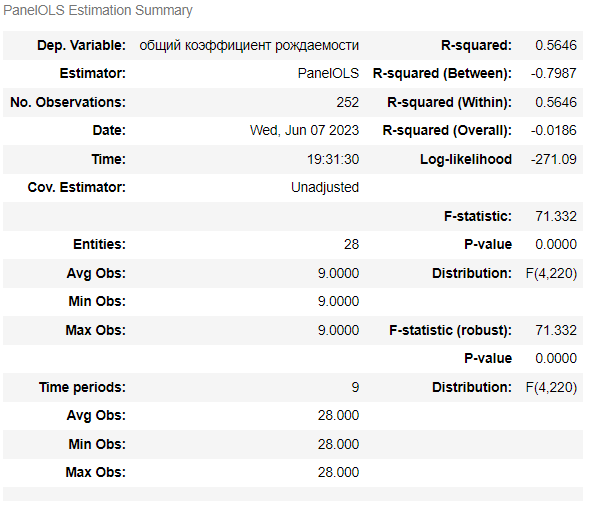 PanelOLS Estimation Summary
Dep. Variable: общий коэффициент рождаемости R-squared: 0.5646
Estimator: PanelOLS R-squared (Between): -0.7987
No. Observations: 252 R-squared (Within): 0.5646
Date: Wed, Jun 07 2023 R-squared (Overall): -0.0186
Time: 19:31:30 Log-likelihood -271.09
Cov. Estimator: Unadjusted
F-statistic: 71.332
Entities: 28 P-value 0.0000
Avg Obs: 9.0000 Distribution: F(4,220)
Min Obs: 9.0000
Max Obs: 9.0000 F-statistic (robust): 71.332
P-value 0.0000
Time periods: 9 Distribution: F(4,220)
Avg Obs: 28.000
Min Obs: 28.000
Max Obs: 28.000